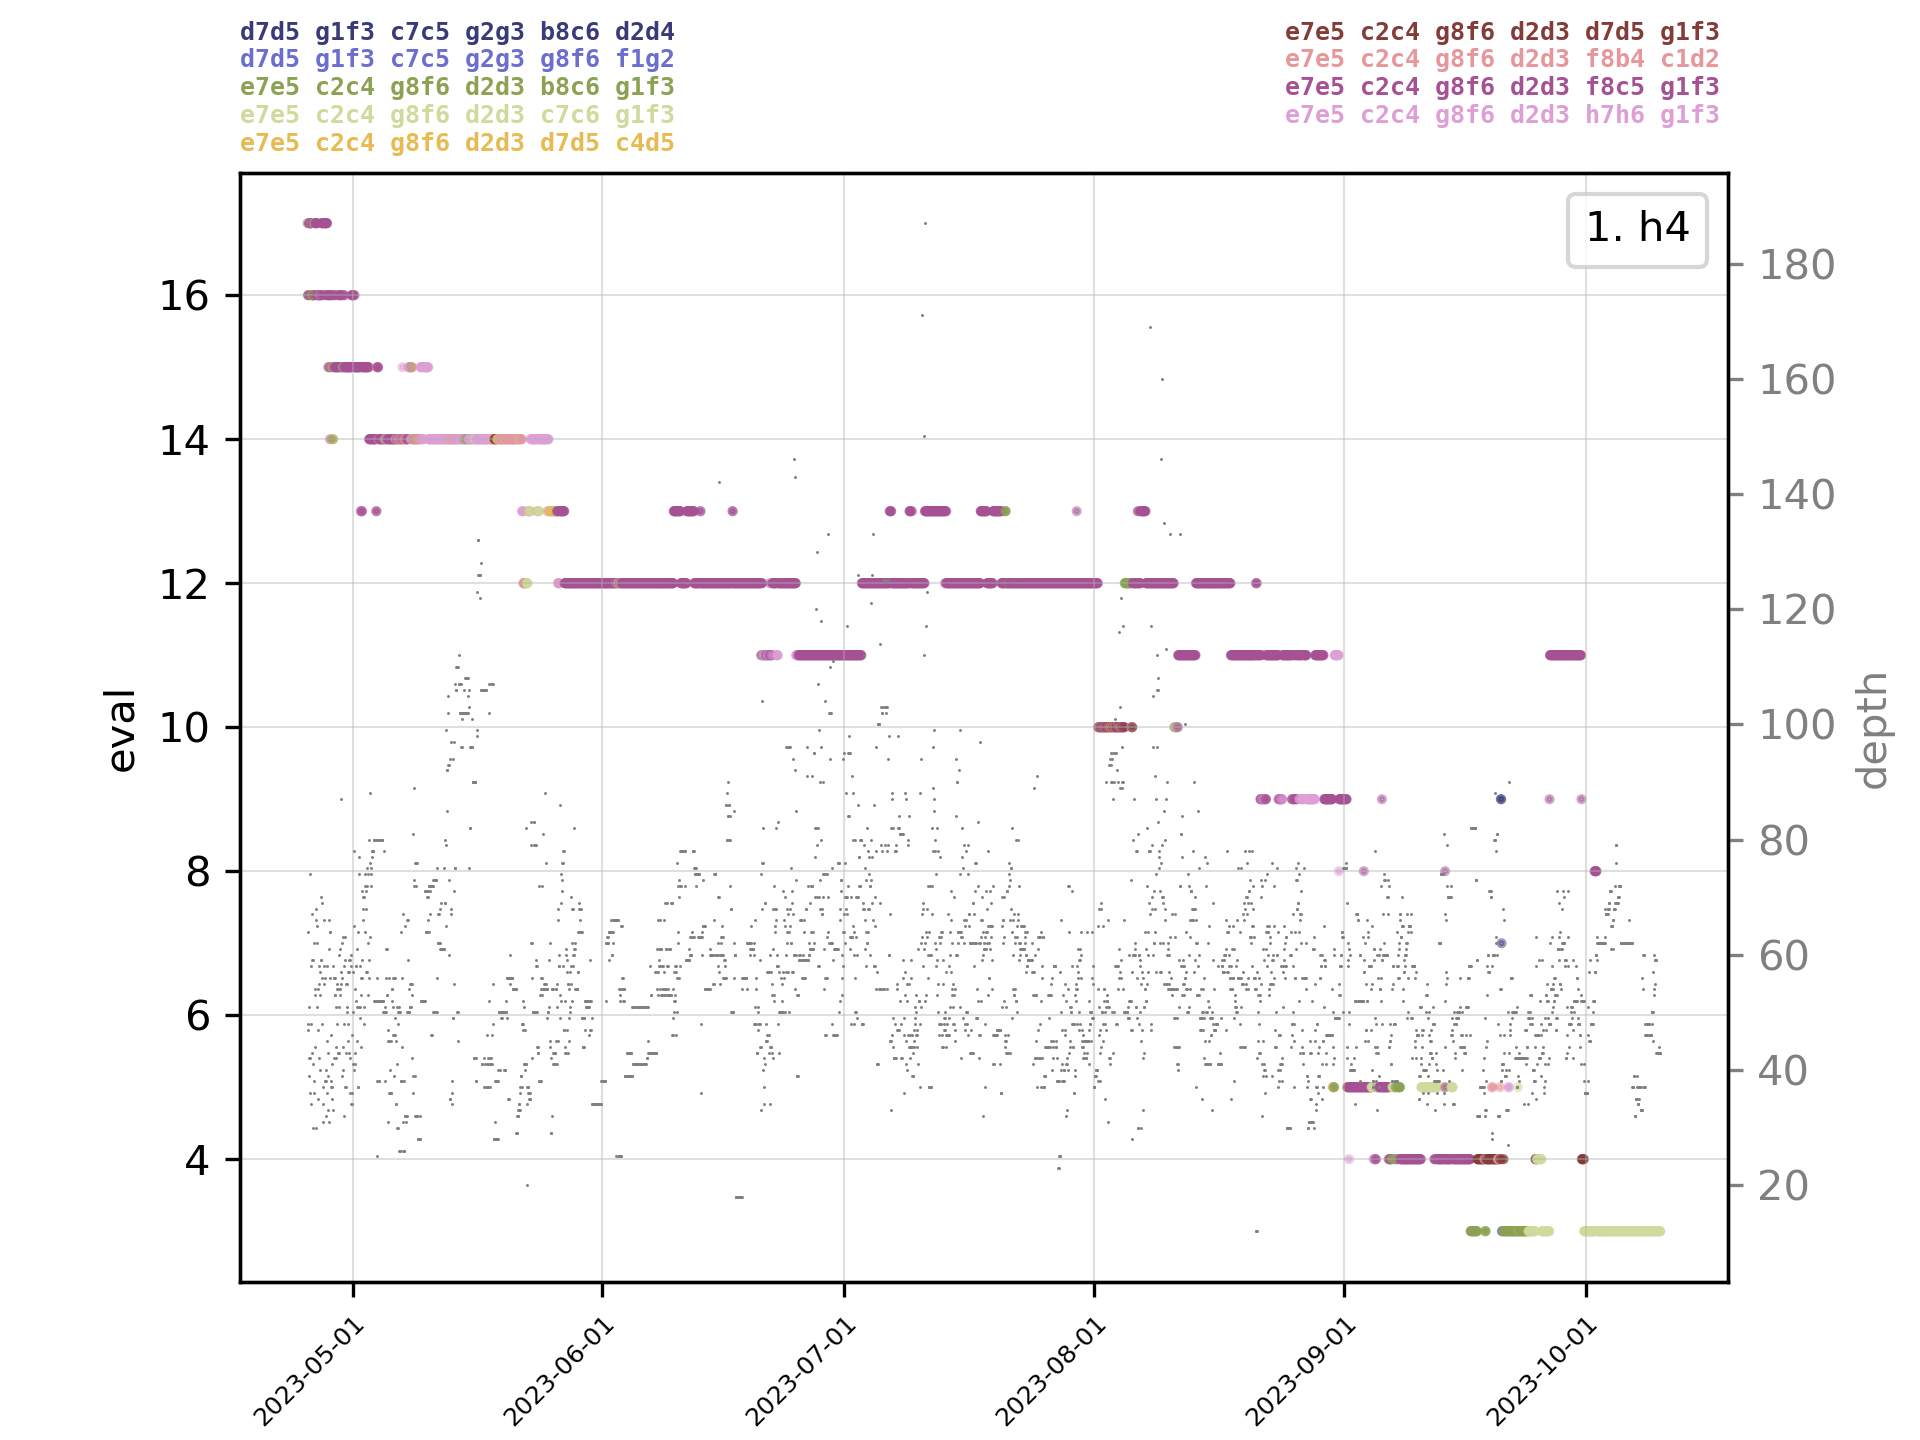 d7d5 g1f3 c7c5 g2g3 b8c6 d2d4
d7d5 g1f3 c7c5 g2g3 g8f6 f1g2
e7e5 c2c4 g8f6 d2d3 b8c6 g1f3
e7e5 c2c4 g8f6 d2d3 c7c6 g1f3
e7e5 c2c4 g8f6 d2d3 d7d5 c4d5
e7e5 c2c4 g8f6 d2d3 d7d5 g1f3
e7e5 c2c4 g8f6 d2d3 f8b4 c1d2
e7e5 c2c4 g8f6 d2d3 f8c5 g1f3
e7e5 c2c4 g8f6 d2d3 h7h6 g1f3
1. h4
eval
16
14
12
10
8
6
4
depth
180
160
140
120
100
80
60
40
20
2023-05-01
2023-06-01
2023-07-01
2023-08-01
2023-09-01
2023-10-01